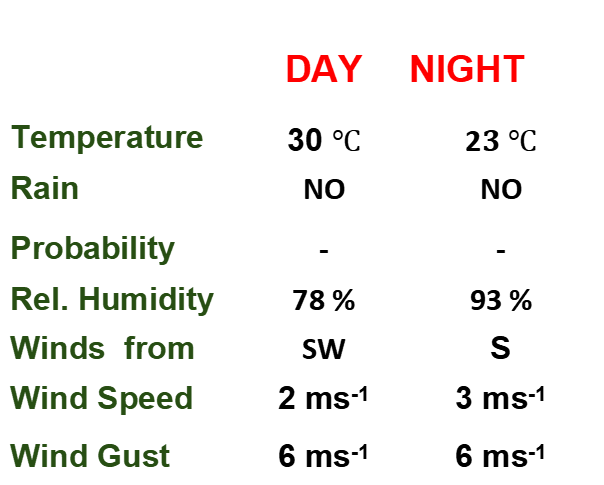 DAY NIGHT
Temperature 30 °C 23 °C
Rain NO NO
Probability - -
Rel. Humidity 78 % 93 %
Winds from SW S
Wind Speed 2 ms⁻¹ 3 ms⁻¹
Wind Gust 6 ms⁻¹ 6 ms⁻¹